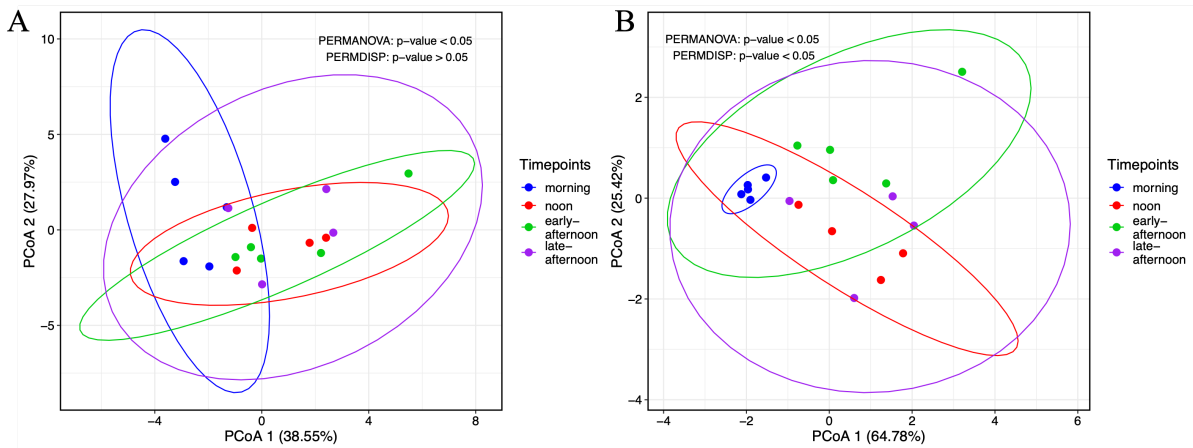 A
PERMANOVA: p−value < 0.05
PERMDISP: p−value > 0.05
10
5
0
−5
−4
0
4
8
PCoA 2 (27.97%)
PCoA 1 (38.55%)
Timepoints
morning
noon
early−
afternoon
late−
afternoon
B
PERMANOVA: p−value < 0.05
PERMDISP: p−value < 0.05
2
0
−2
−4
−4
−2
0
2
4
6
PCoA 2 (25.42%)
PCoA 1 (64.78%)
Timepoints
morning
noon
early−
afternoon
late−
afternoon